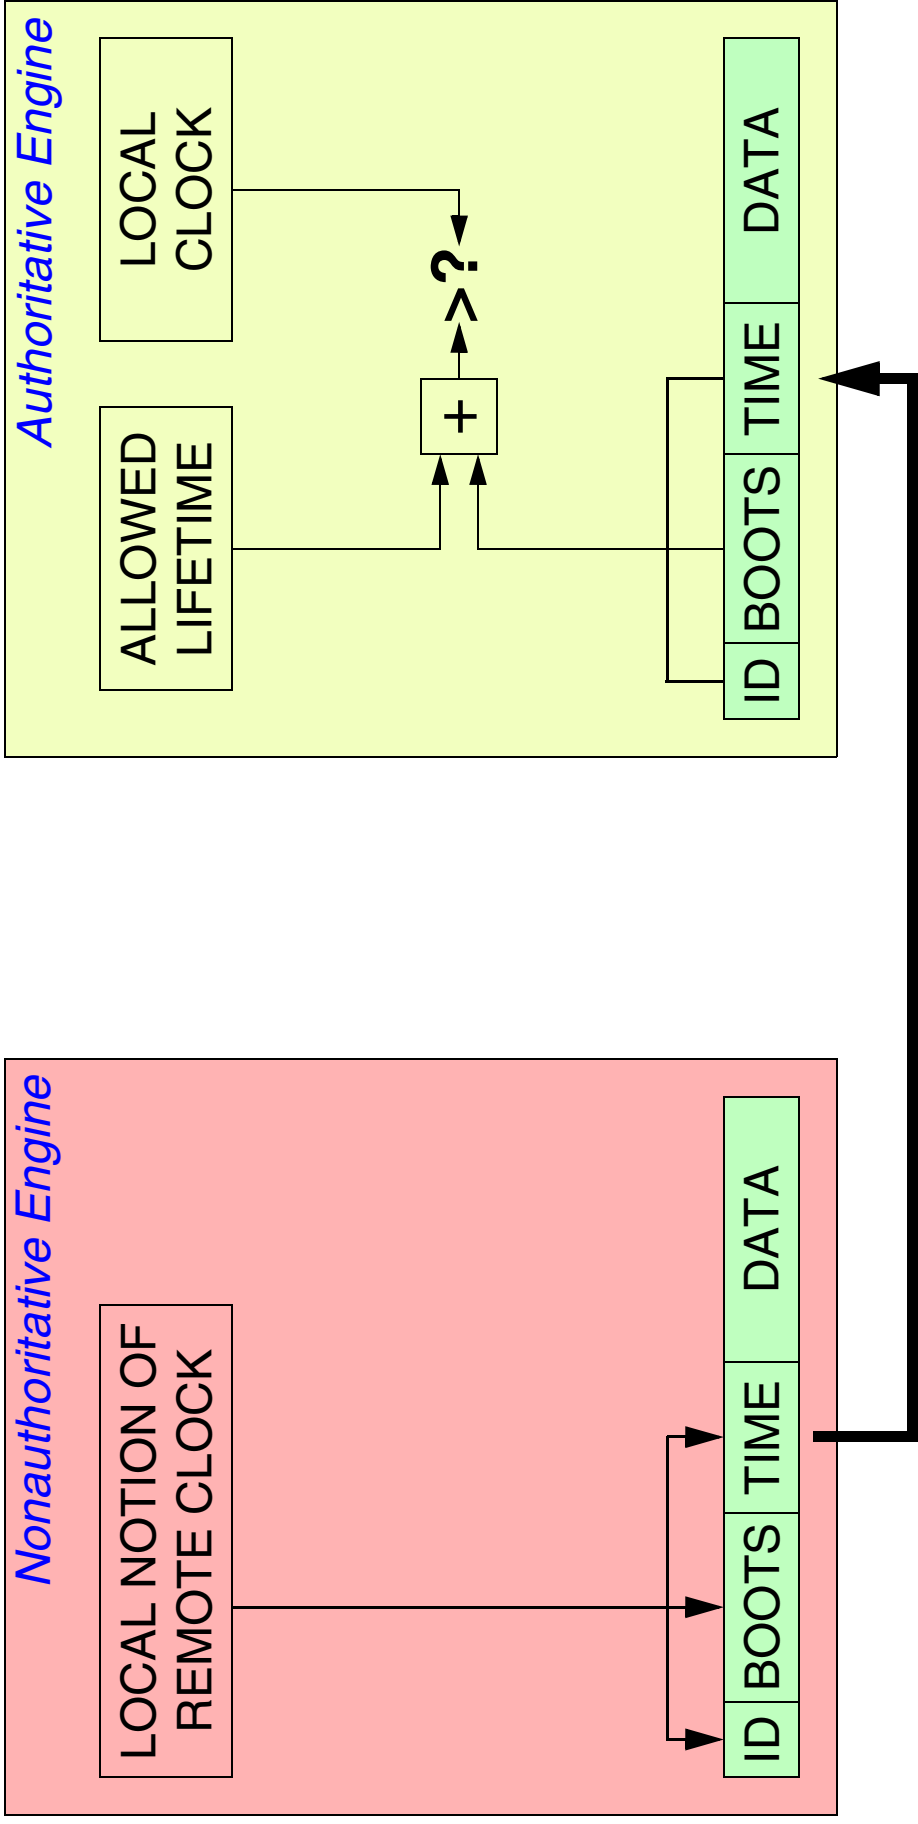 Nonauthoritative Engine
LOCAL NOTION OF
REMOTE CLOCK
ID BOOTS TIME DATA
Authoritative Engine
ALLOWED
LIFETIME
LOCAL
CLOCK
+
>?
ID BOOTS TIME DATA